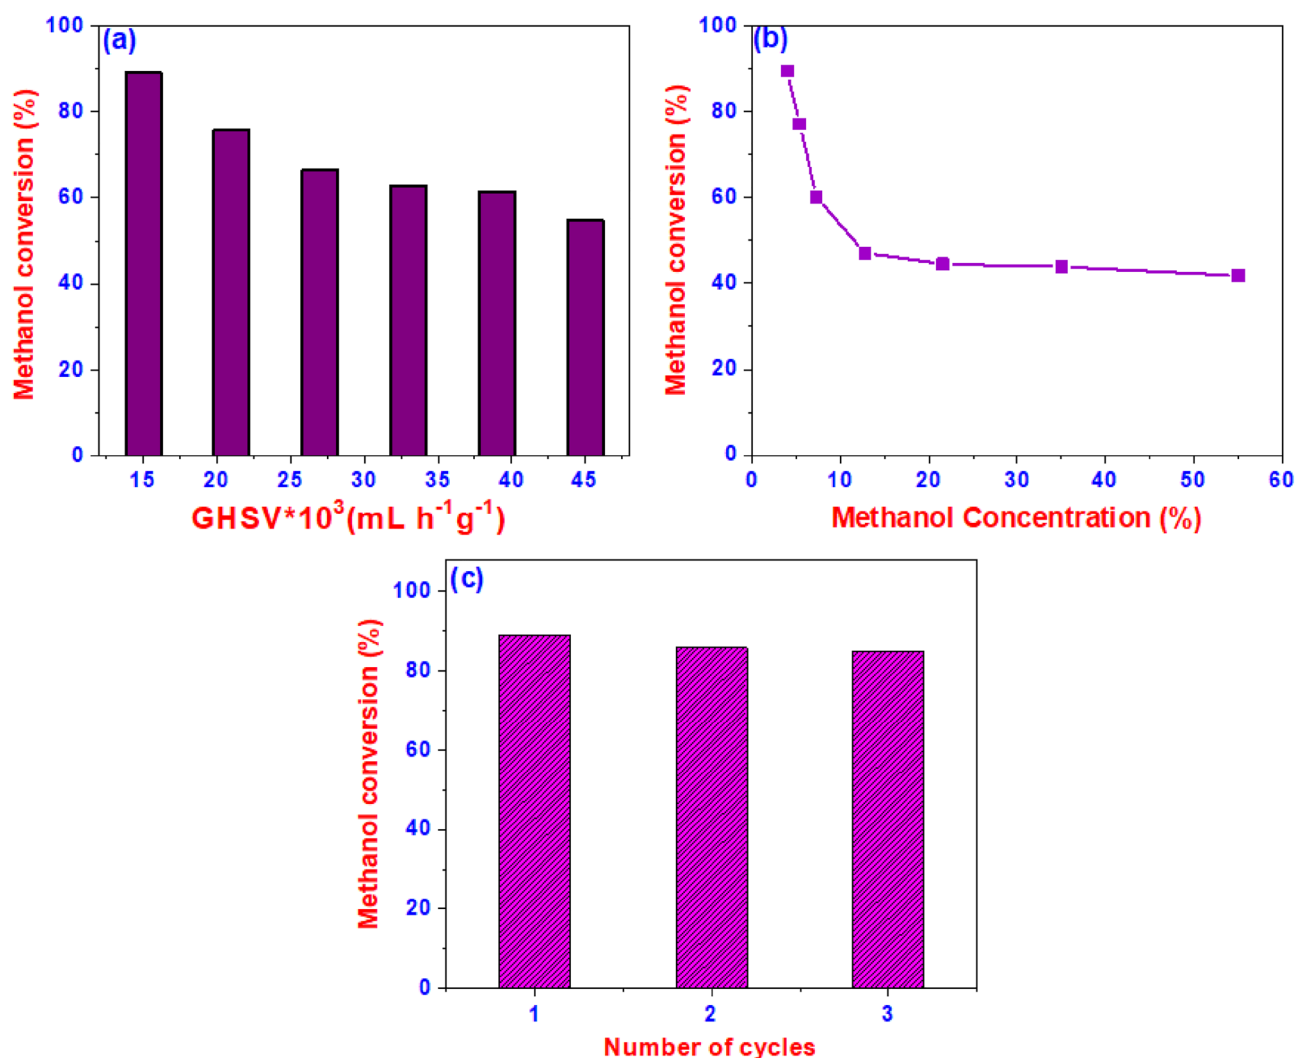 (a)
Methanol conversion (%)
100
80
60
40
20
0
15 20 25 30 35 40 45
GHSV*10³(mL h⁻¹g⁻¹)
(b)
Methanol conversion (%)
100
80
60
40
20
0
0 10 20 30 40 50 60
Methanol Concentration (%)
(c)
Methanol conversion (%)
100
80
60
40
20
0
1 2 3
Number of cycles